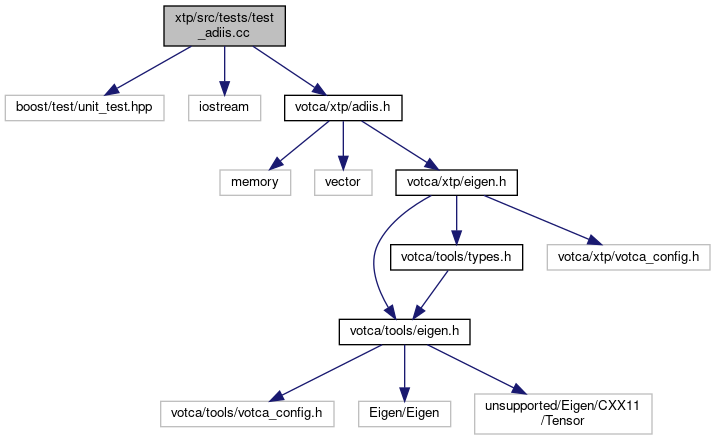 xtp/src/tests/test
_adiis.cc
boost/test/unit_test.hpp
iostream
votca/xtp/adiis.h
memory
vector
votca/xtp/eigen.h
votca/tools/types.h
votca/xtp/votca_config.h
votca/tools/eigen.h
votca/tools/votca_config.h
Eigen/Eigen
unsupported/Eigen/CXX11
/Tensor